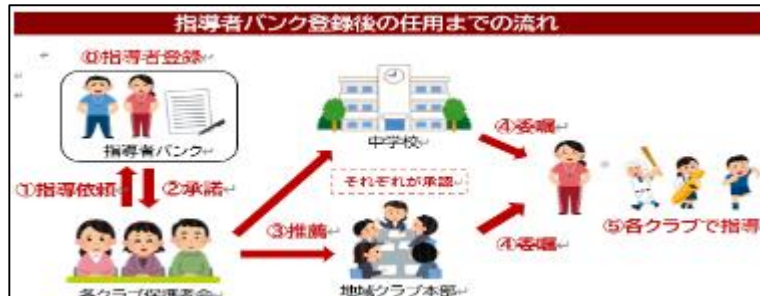 指導者バンク登録後の任用までの流れ
⓪指導者登録
指導者バンク
中学校
④委嘱
①指導依頼
②承諾
それぞれが承認
③推薦
④委嘱
⑤各クラブで指導
各クラブ保護者会
地域クラブ本部